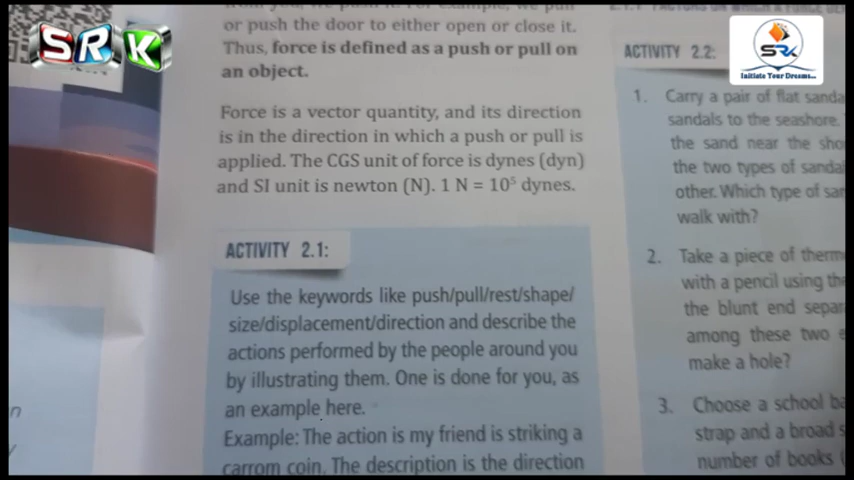 SRK
or push the door to either open or close it.
Thus, force is defined as a push or pull on
an object.
Force is a vector quantity, and its direction
is in the direction in which a push or pull is
applied. The CGS unit of force is dynes (dyn)
and SI unit is newton (N). 1 N = 10⁵ dynes.
ACTIVITY 2.1:
Use the keywords like push/pull/rest/shape/
size/displacement/direction and describe the
actions performed by the people around you
by illustrating them. One is done for you, as
an example here.
Example: The action is my friend is striking a
carrom coin. The description is the direction
SRK
Initiate Your Dreams...
ACTIVITY 2.2:
1. Carry a pair of flat
sandals to the seashore.
the sand near the
the two types of
other. Which type of
walk with?
2. Take a piece of
with a pencil using
the blunt end
among these two
make a hole?
3. Choose a school
strap and a broad
number of books